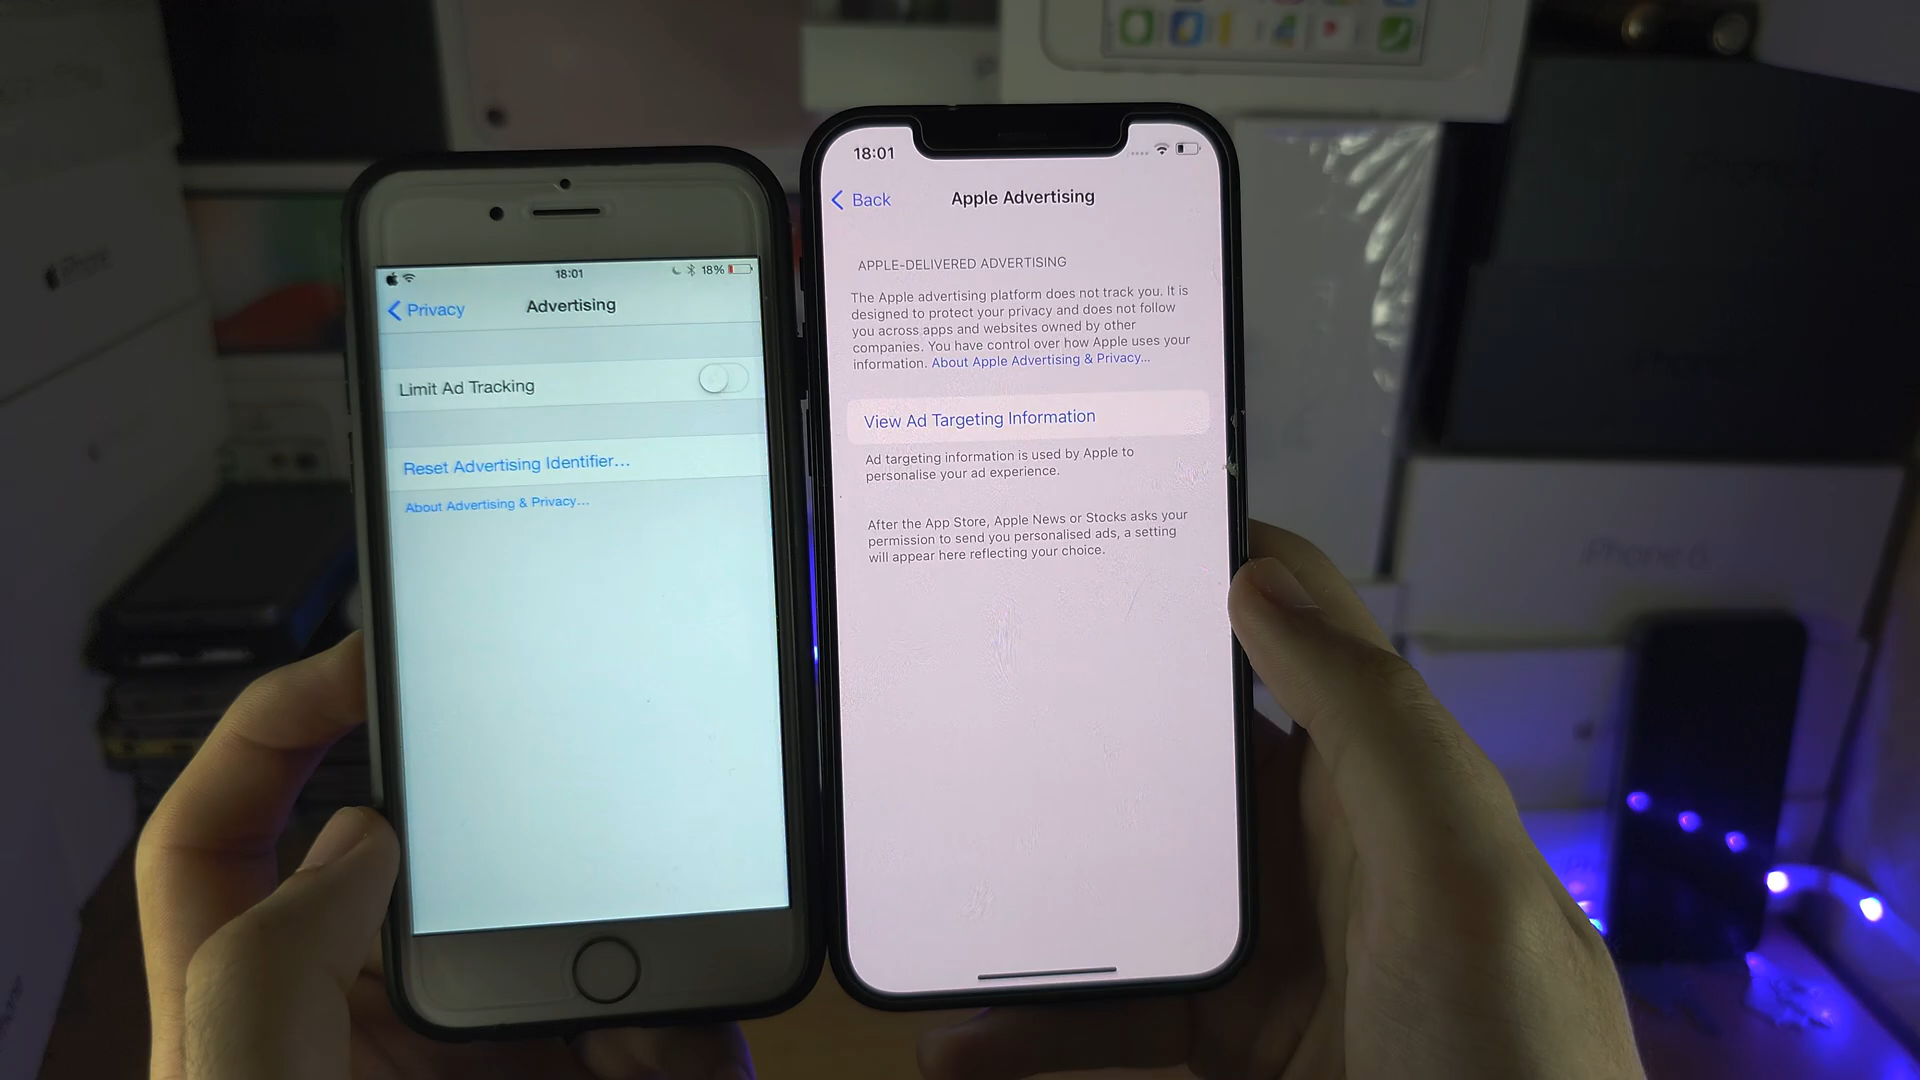 18:01
18%
Privacy
Advertising
Limit Ad Tracking
Reset Advertising Identifier...
About Advertising & Privacy...
18:01
Back
Apple Advertising
APPLE-DELIVERED ADVERTISING
The Apple advertising platform does not track you. It is
designed to protect your privacy and does not follow
you across apps and websites owned by other
companies. You have control over how Apple uses your
information. About Apple Advertising & Privacy...
View Ad Targeting Information
Ad targeting information is used by Apple to
personalise your ad experience.
After the App Store, Apple News or Stocks asks your
permission to send you personalised ads, a setting
will appear here reflecting your choice.
iPhone
iPhone 6